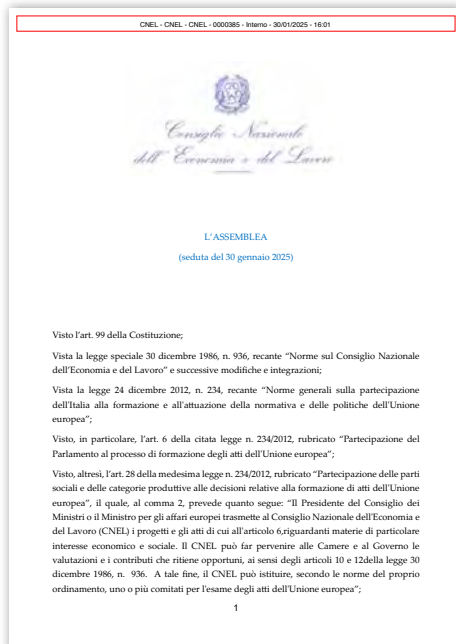 CNEL - CNEL - CNEL - 0000385 - Interno - 30/01/2025 - 16:01
Consiglio Nazionale
dell'Economia e del Lavoro
L'ASSEMBLEA
(seduta del 30 gennaio 2025)
Visto l'art. 99 della Costituzione;
Vista la legge speciale 30 dicembre 1986, n. 936, recante “Norme sul Consiglio Nazionale
dell'Economia e del Lavoro” e successive modifiche e integrazioni;
Vista la legge 24 dicembre 2012, n. 234, recante “Norme generali sulla partecipazione
dell'Italia alla formazione e all'attuazione della normativa e delle politiche dell'Unione
europea”;
Visto, in particolare, l'art. 6 della citata legge n. 234/2012, rubricato “Partecipazione del
Parlamento al processo di formazione degli atti dell'Unione europea”;
Visto, altresì, l'art. 28 della medesima legge n. 234/2012, rubricato “Partecipazione delle parti
sociali e delle categorie produttive alle decisioni relative alla formazione di atti dell'Unione
europea”, il quale, al comma 2, prevede quanto segue: “Il Presidente del Consiglio dei
Ministri o il Ministro per gli affari europei trasmette al Consiglio Nazionale dell'Economia e
del Lavoro (CNEL) i progetti e gli atti di cui all'articolo 6,riguardanti materie di particolare
interesse economico e sociale. Il CNEL può far pervenire alle Camere e al Governo le
valutazioni e i contributi che ritiene opportuni, ai sensi degli articoli 10 e 12della legge 30
dicembre 1986, n. 936. A tale fine, il CNEL può istituire, secondo le norme del proprio
ordinamento, uno o più comitati per l'esame degli atti dell'Unione europea”;
1